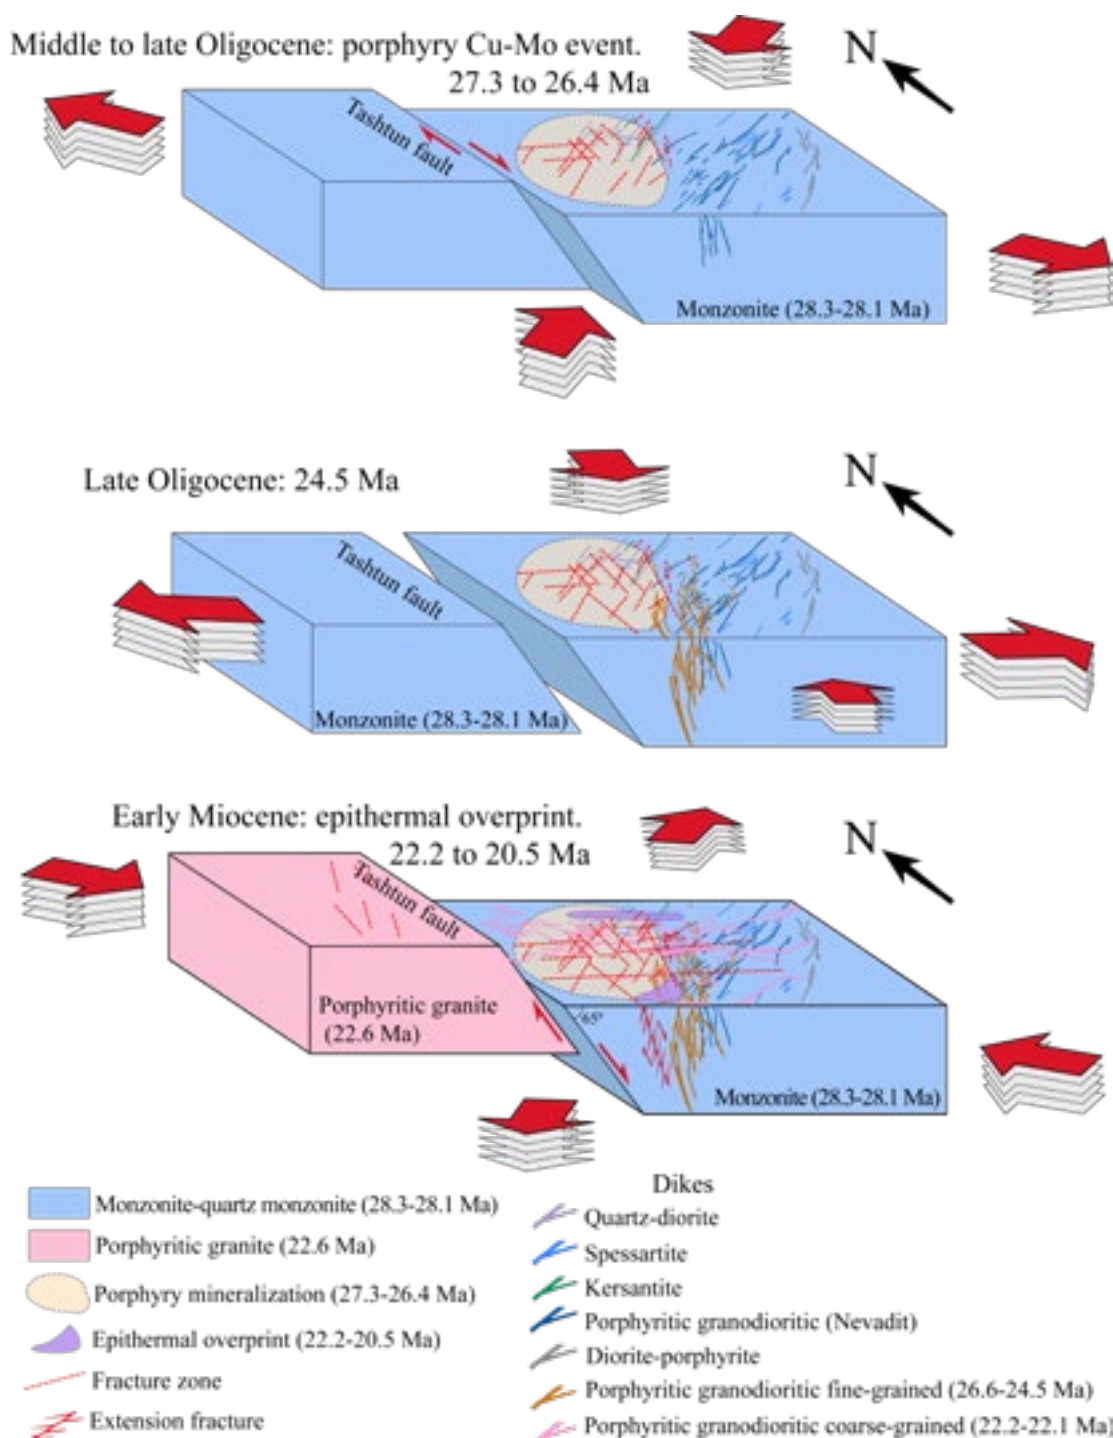 Middle to late Oligocene: porphyry Cu-Mo event.
27.3 to 26.4 Ma
N
Tashtun fault
Monzonite (28.3-28.1 Ma)
Late Oligocene: 24.5 Ma
N
Tashtun fault
Monzonite (28.3-28.1 Ma)
Early Miocene: epithermal overprint.
22.2 to 20.5 Ma
N
Tashtun fault
Porphyritic granite
(22.6 Ma)
65°
Monzonite (28.3-28.1 Ma)
Monzonite-quartz monzonite (28.3-28.1 Ma)
Porphyritic granite (22.6 Ma)
Porphyry mineralization (27.3-26.4 Ma)
Epithermal overprint (22.2-20.5 Ma)
Fracture zone
Extension fracture
Dikes
Quartz-diorite
Spessartite
Kersantite
Porphyritic granodioritic (Nevadit)
Diorite-porphyrite
Porphyritic granodioritic fine-grained (26.6-24.5 Ma)
Porphyritic granodioritic coarse-grained (22.2-22.1 Ma)